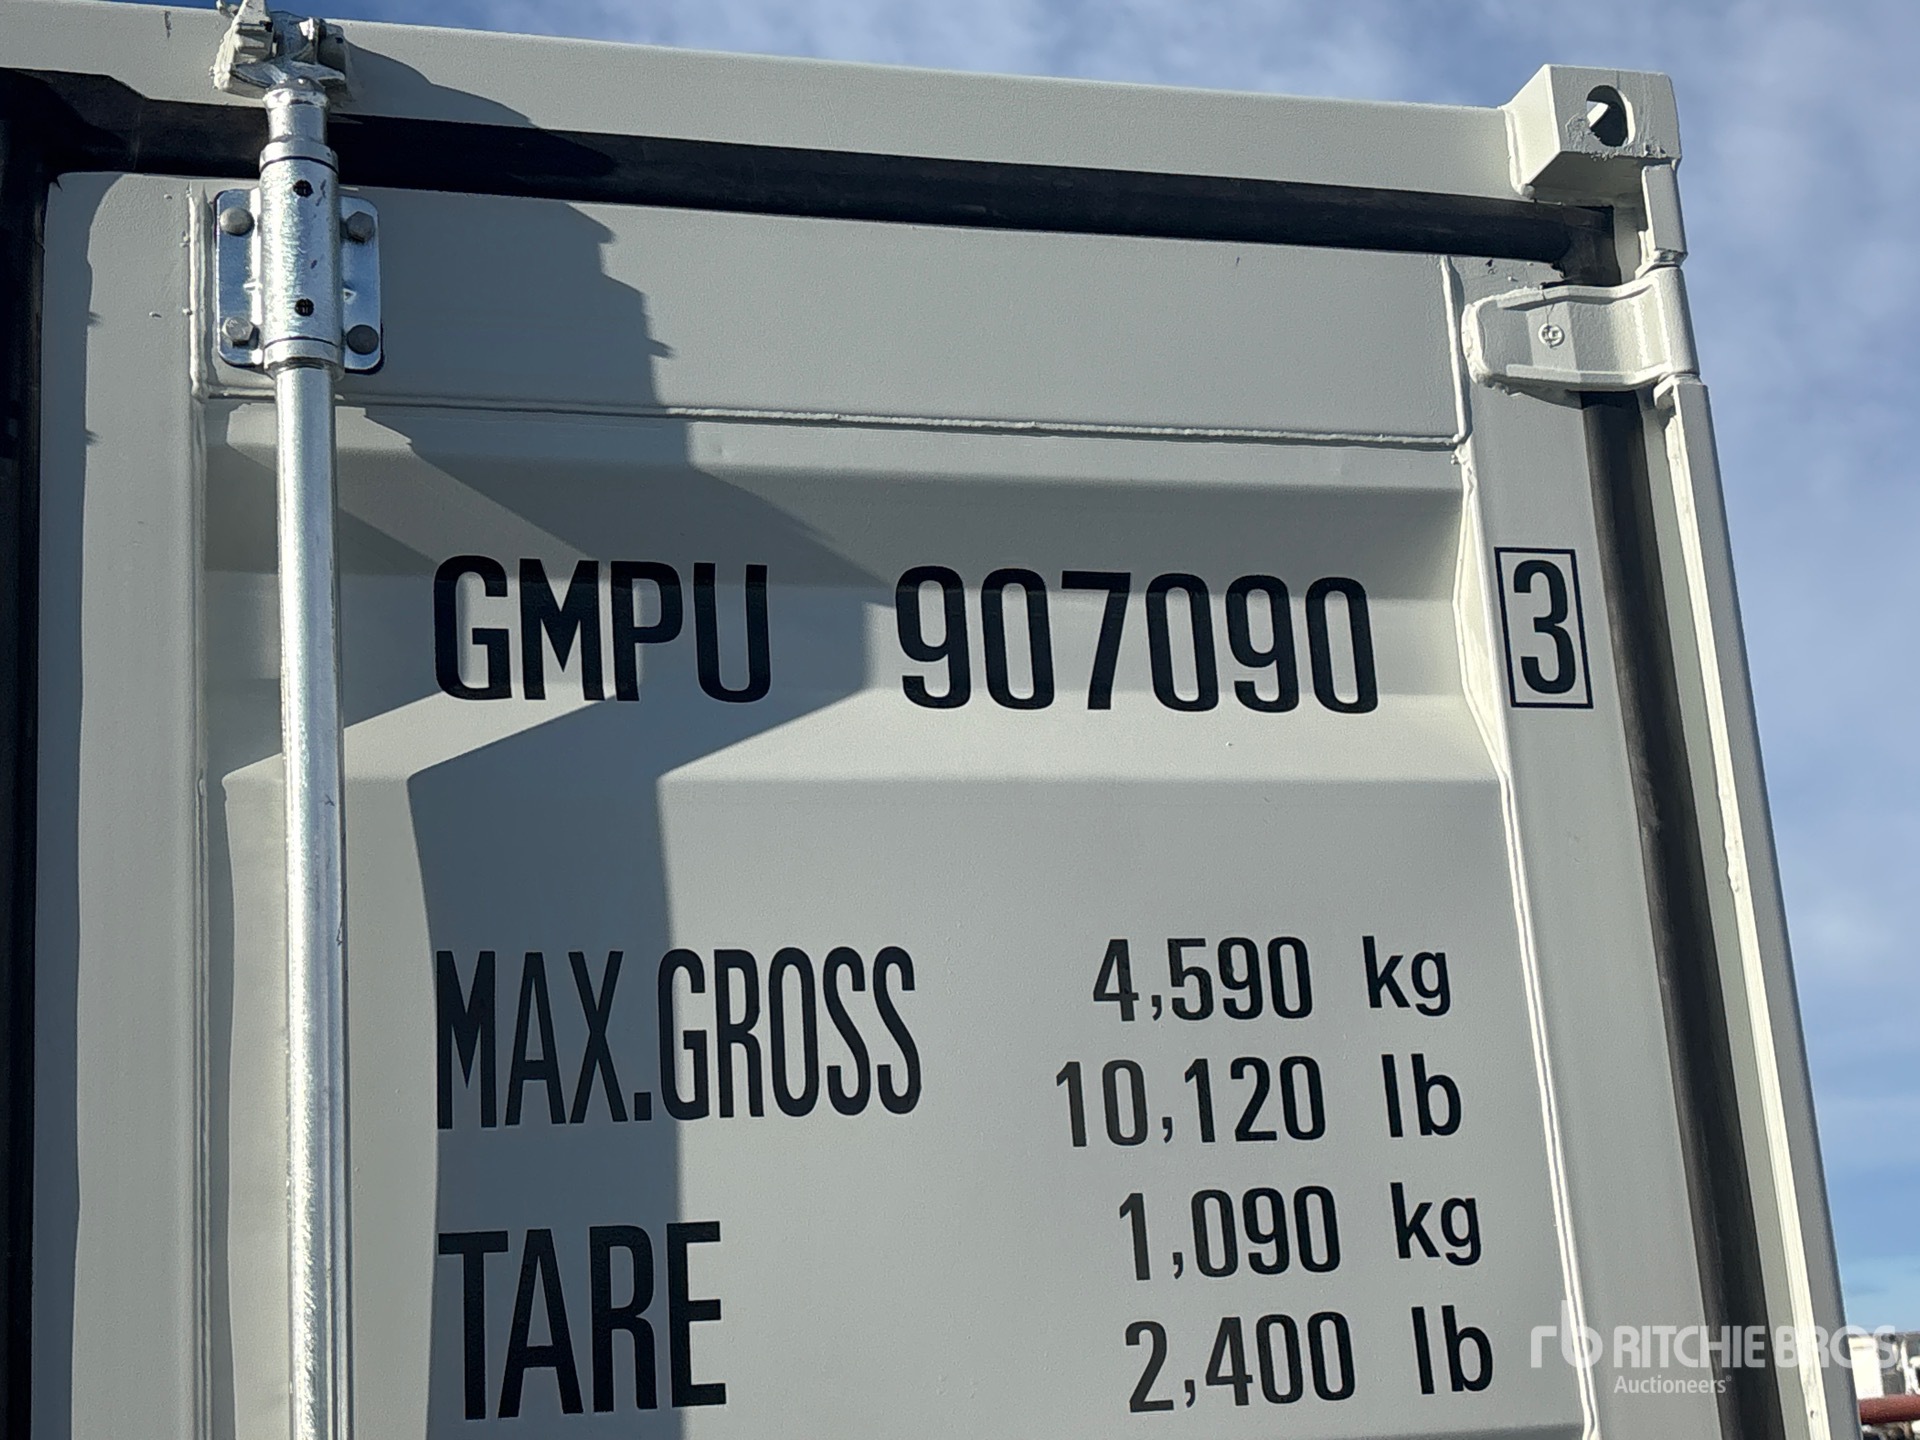 GMPU 907090 3
MAX.GROSS 4,590 kg
10,120 lb
TARE 1,090 kg
2,400 lb
rb RITCHIE BROS
Auctioneers